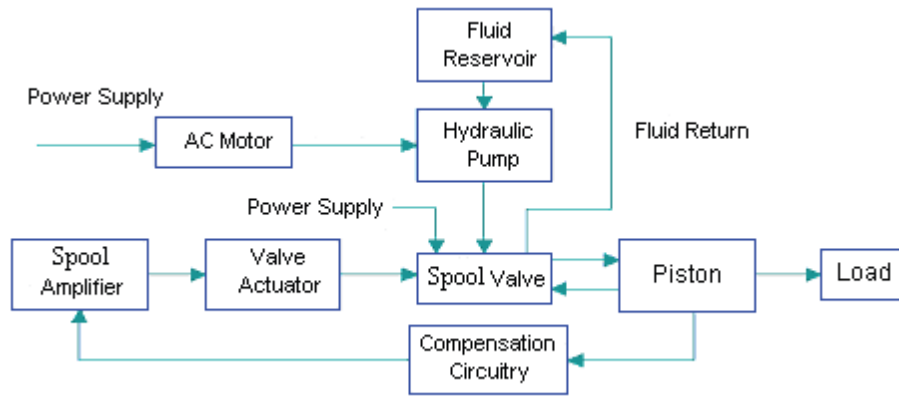 Fluid
Reservoir
Power Supply
AC Motor
Hydraulic
Pump
Fluid Return
Power Supply
Spool
Amplifier
Valve
Actuator
Spool Valve
Piston
Load
Compensation
Circuitry